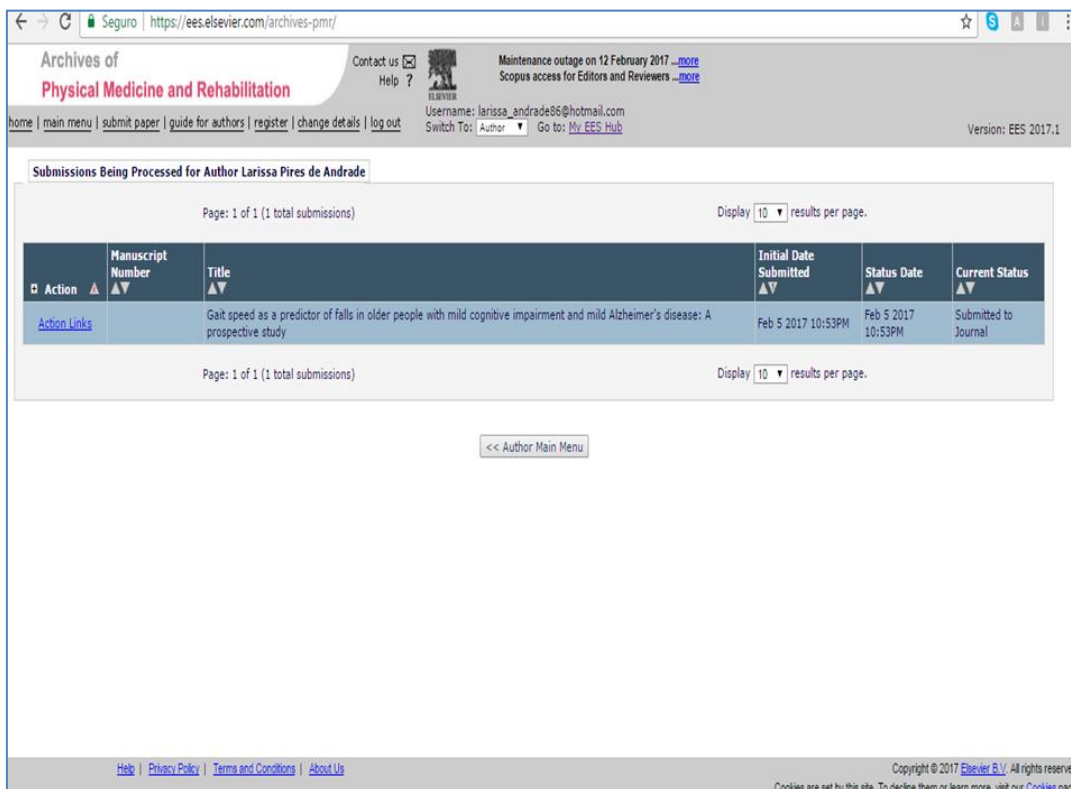 Seguro | https://ees.elsevier.com/archives-pmr/
Archives of
Physical Medicine and Rehabilitation
Contact us
Help ?
ELSEVIER
Maintenance outage on 12 February 2017 ...more
Scopus access for Editors and Reviewers ...more
home | main menu | submit paper | guide for authors | register | change details | log out
Username: larissa_andrade86@hotmail.com
Switch To: Author Go to: My EES Hub
Version: EES 2017.1
Submissions Being Processed for Author Larissa Pires de Andrade
Page: 1 of 1 (1 total submissions)
Display 10 results per page.
Action
Manuscript
Number
Title
Initial Date
Submitted
Status Date
Current Status
Action Links
Gait speed as a predictor of falls in older people with mild cognitive impairment and mild Alzheimer's disease: A
prospective study
Feb 5 2017 10:53PM
Feb 5 2017
10:53PM
Submitted to
Journal
Page: 1 of 1 (1 total submissions)
Display 10 results per page.
<< Author Main Menu
Help | Privacy Policy | Terms and Conditions | About Us
Copyright © 2017 Elsevier B.V. All rights reserve
Cookies are set by this site. To decline them or learn more, visit our Cookies pag